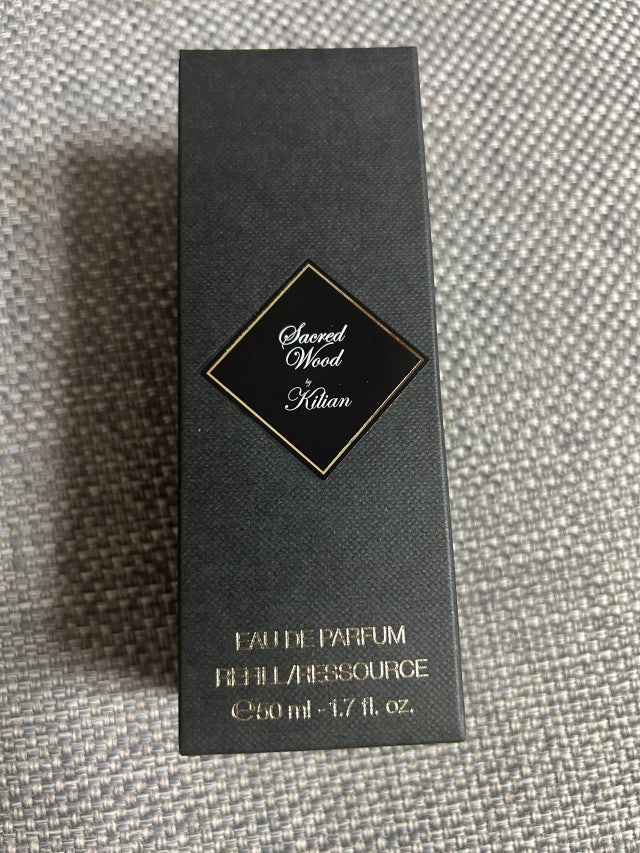 Sacred
Wood
by
Kilian
EAU DE PARFUM
REFILL/RESSOURCE
℮50 ml - 1.7 fl. oz.